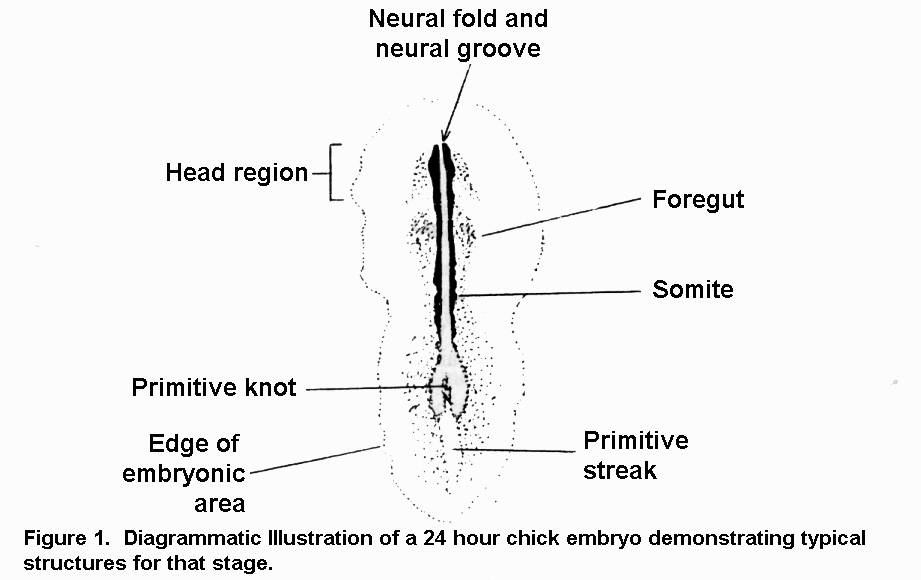 Neural fold and
neural groove
Head region
Foregut
Somite
Primitive knot
Edge of
embryonic
area
Primitive
streak
Figure 1.  Diagrammatic Illustration of a 24 hour chick embryo demonstrating typical
structures for that stage.